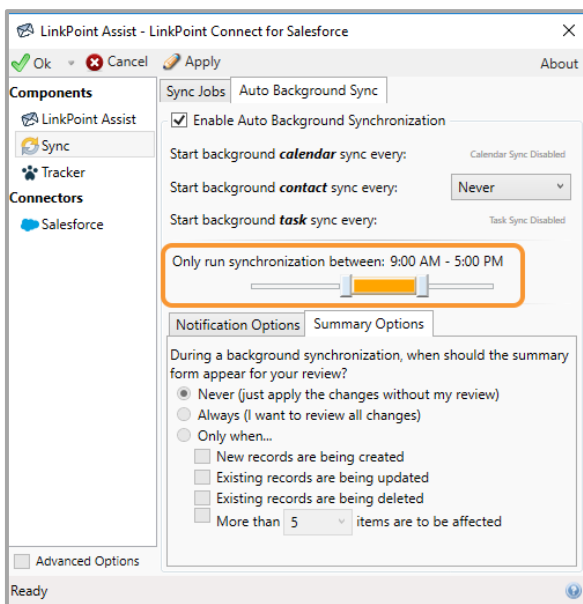 LinkPoint Assist - LinkPoint Connect for Salesforce
Ok Cancel Apply About
Components
LinkPoint Assist
Sync
Tracker
Connectors
Salesforce
Advanced Options
Sync Jobs Auto Background Sync
Enable Auto Background Synchronization
Start background calendar sync every: Calendar Sync Disabled
Start background contact sync every: Never
Start background task sync every: Task Sync Disabled
Only run synchronization between: 9:00 AM - 5:00 PM
Notification Options Summary Options
During a background synchronization, when should the summary
form appear for your review?
Never (just apply the changes without my review)
Always (I want to review all changes)
Only when...
New records are being created
Existing records are being updated
Existing records are being deleted
More than 5 items are to be affected
Ready